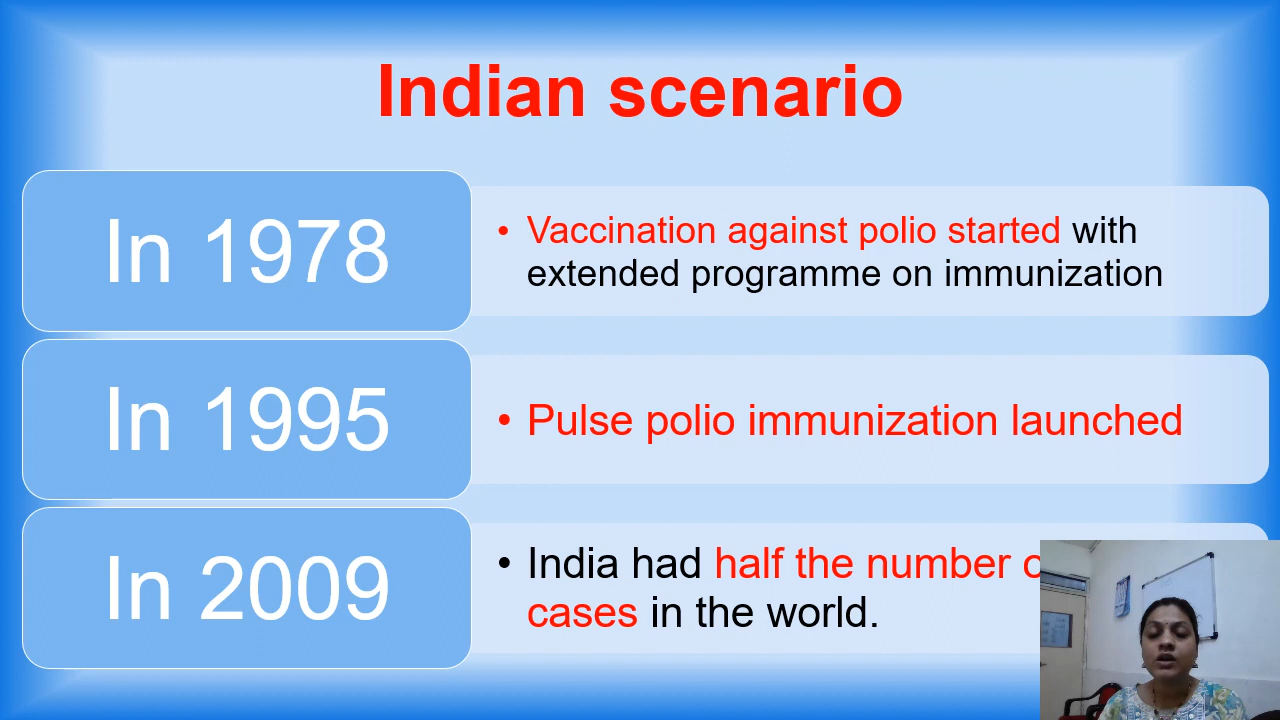 Indian scenario
In 1978
• Vaccination against polio started with
extended programme on immunization
In 1995
• Pulse polio immunization launched
In 2009
• India had half the number
cases in the world.